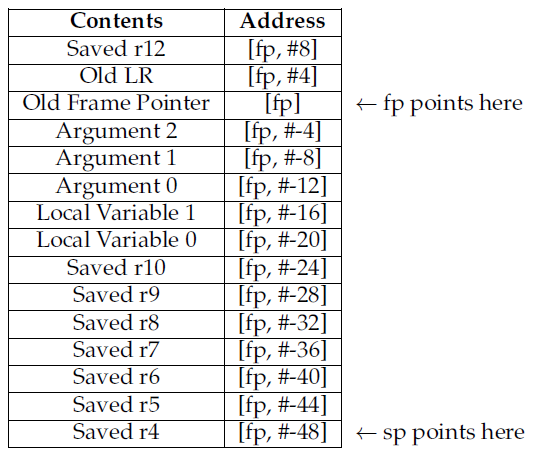 Contents Address
Saved r12 [fp, #8]
Old LR [fp, #4]
Old Frame Pointer [fp] ← fp points here
Argument 2 [fp, #-4]
Argument 1 [fp, #-8]
Argument 0 [fp, #-12]
Local Variable 1 [fp, #-16]
Local Variable 0 [fp, #-20]
Saved r10 [fp, #-24]
Saved r9 [fp, #-28]
Saved r8 [fp, #-32]
Saved r7 [fp, #-36]
Saved r6 [fp, #-40]
Saved r5 [fp, #-44]
Saved r4 [fp, #-48] ← sp points here